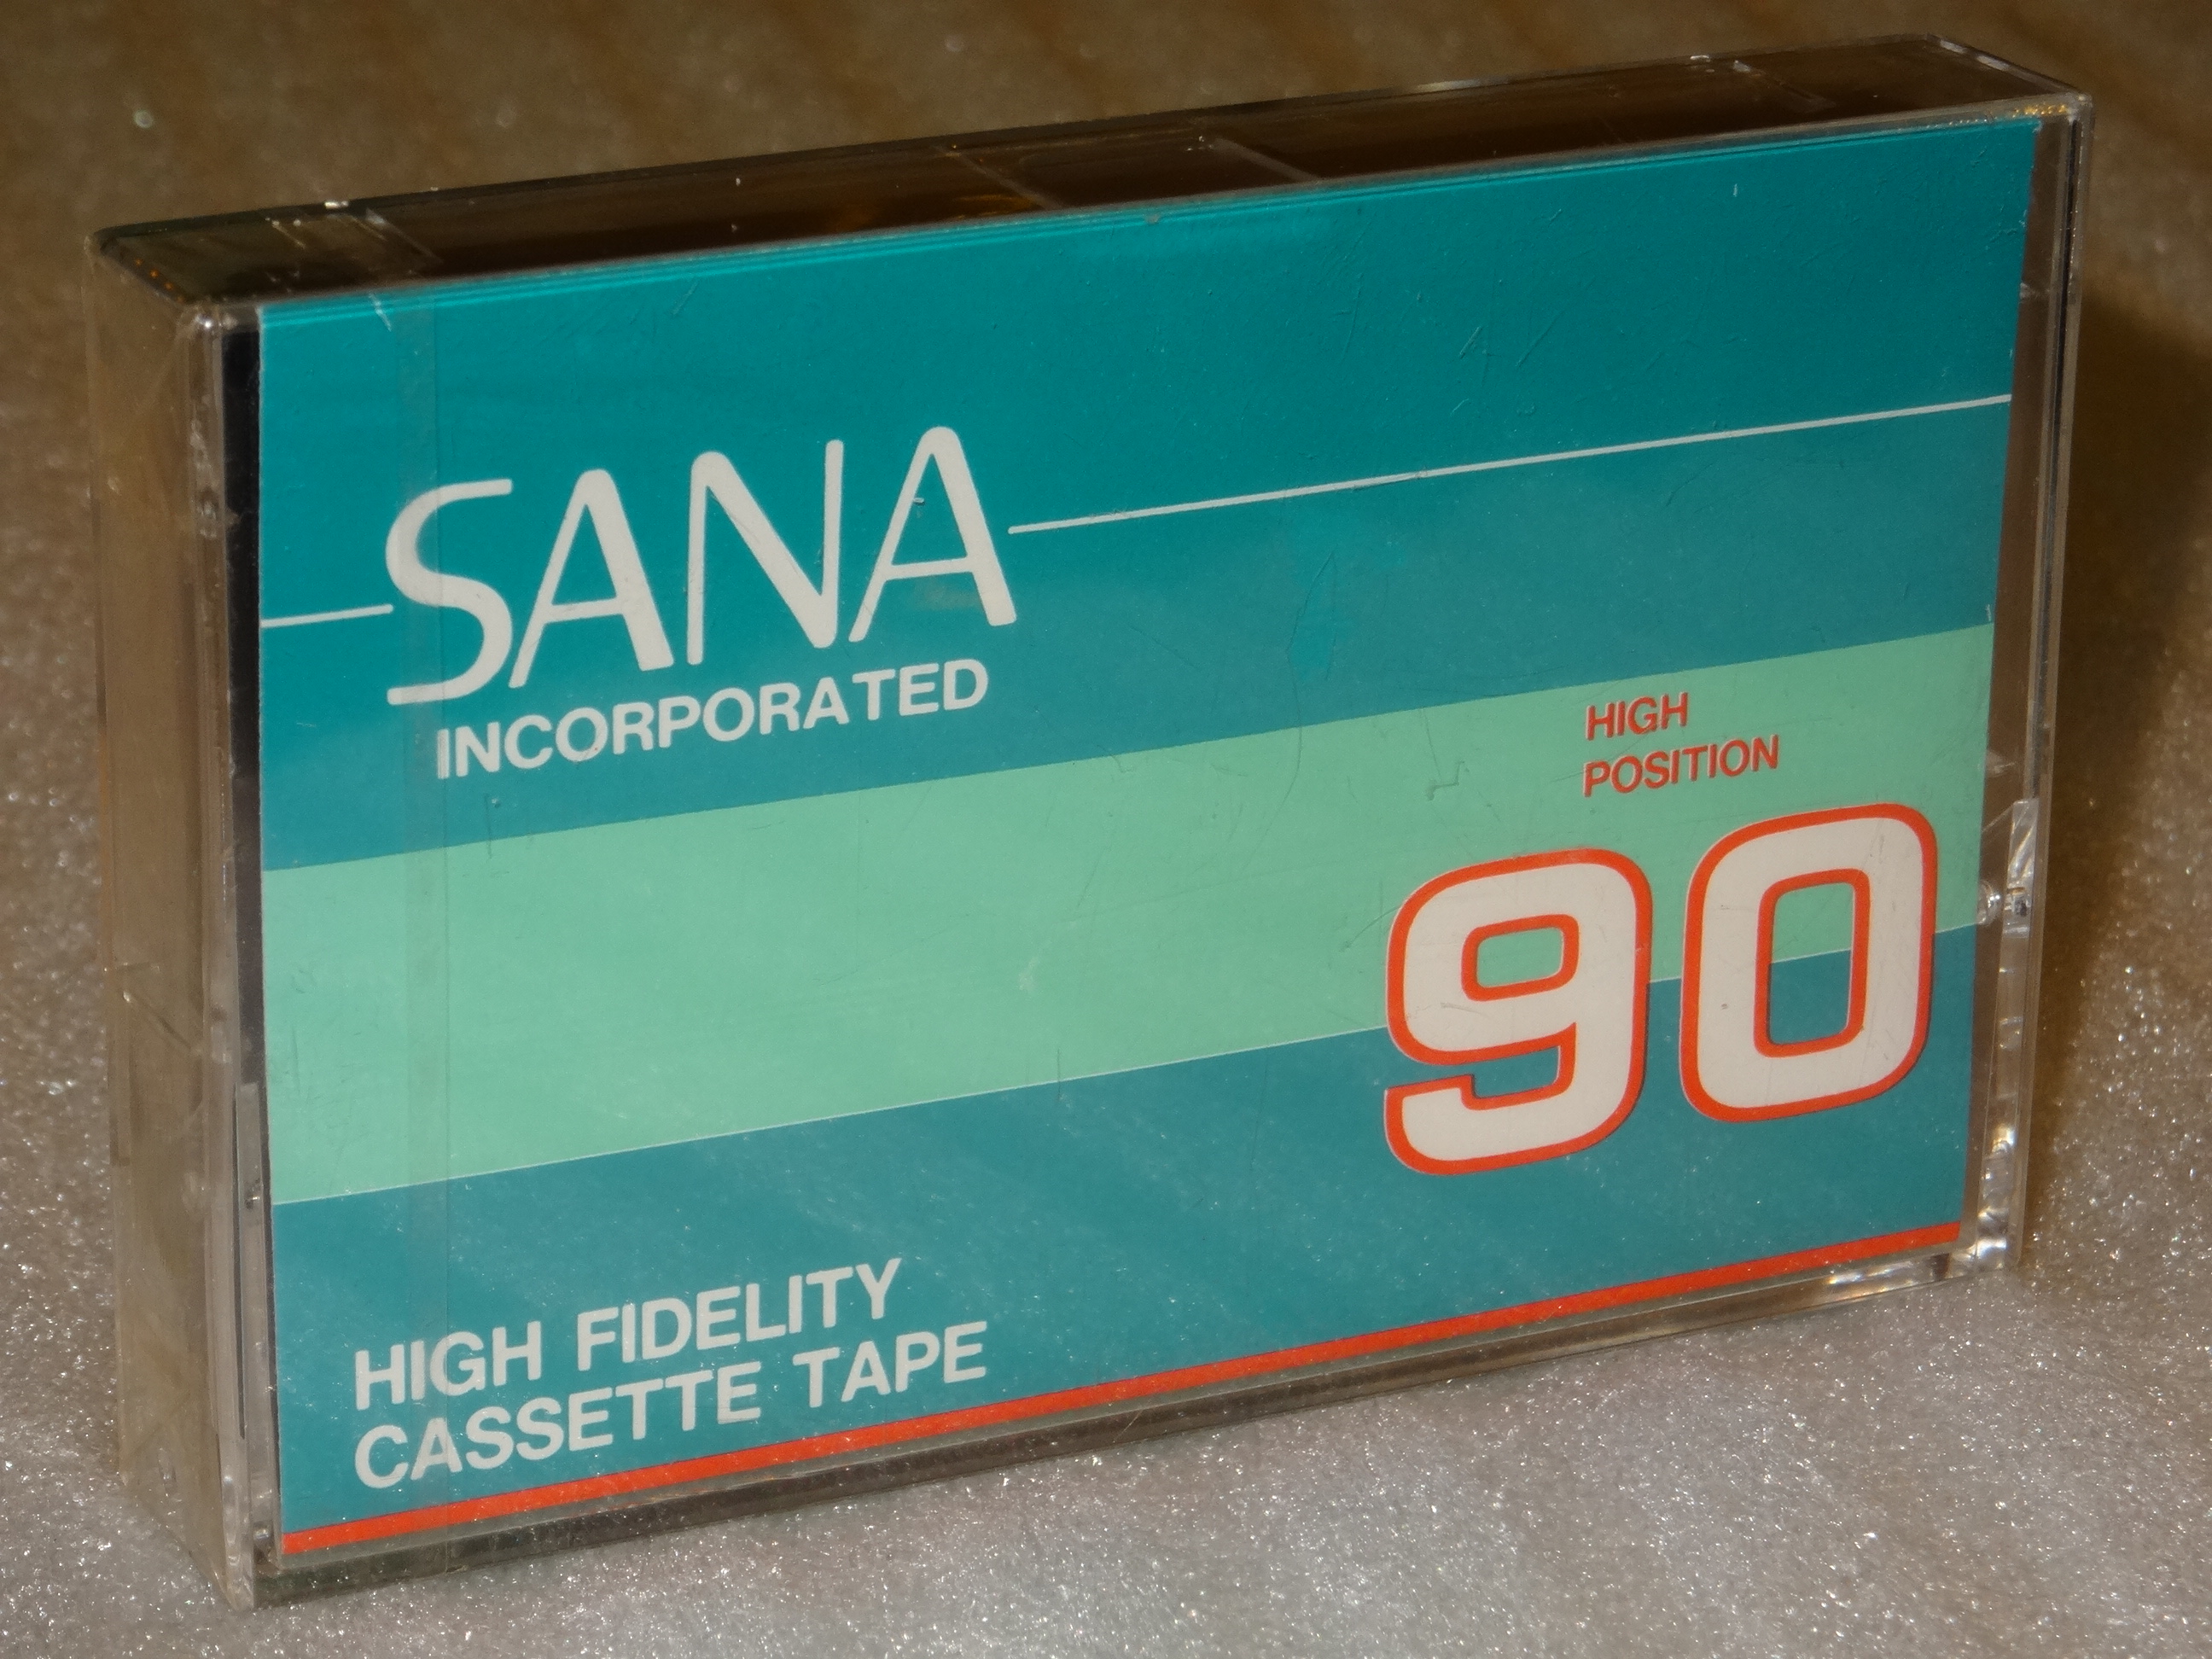 SANA
INCORPORATED
HIGH
POSITION
90
HIGH FIDELITY
CASSETTE TAPE